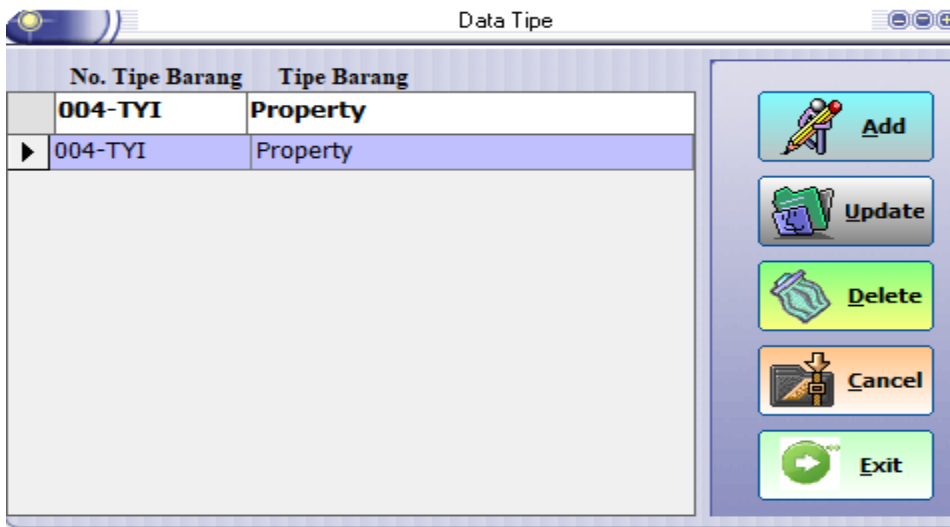 Data Tipe
No. Tipe Barang Tipe Barang
004-TYI Property
004-TYI Property
Add
Update
Delete
Cancel
Exit